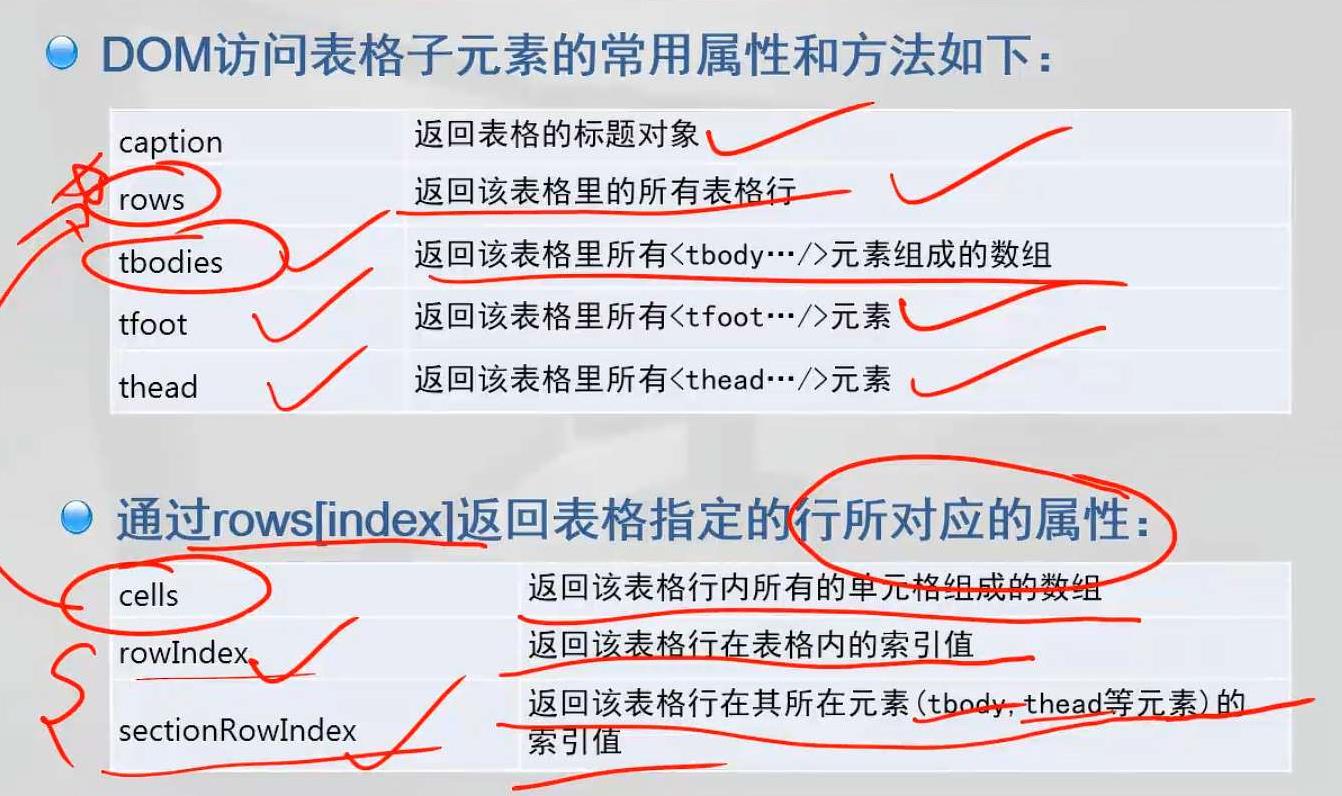 DOM访问表格子元素的常用属性和方法如下：
caption 返回表格的标题对象
rows 返回该表格里的所有表格行
tbodies 返回该表格里所有<tbody…/>元素组成的数组
tfoot 返回该表格里所有<tfoot…/>元素
thead 返回该表格里所有<thead…/>元素
通过rows[index]返回表格指定的行所对应的属性：
cells 返回该表格行内所有的单元格组成的数组
rowIndex 返回该表格行在表格内的索引值
sectionRowIndex 返回该表格行在其所在元素(tbody,thead等元素)的
索引值